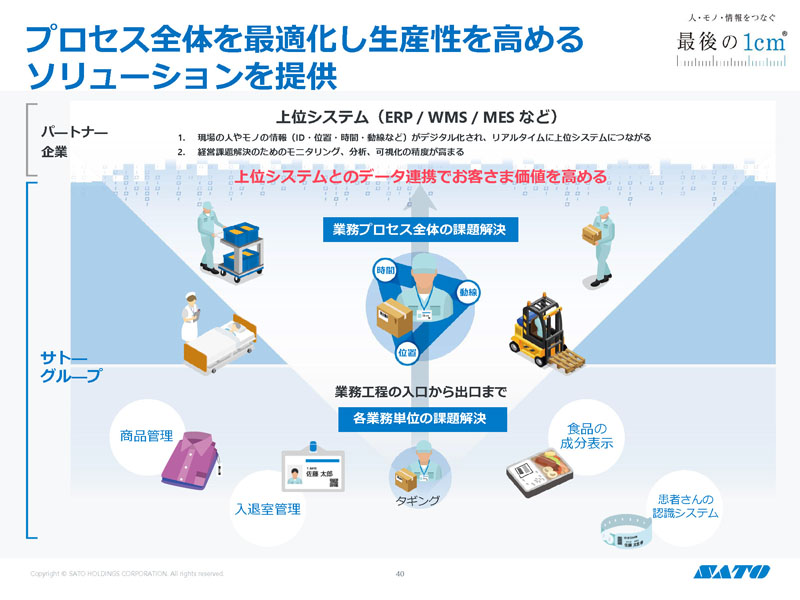 プロセス全体を最適化し生産性を高める
ソリューションを提供
人・モノ・情報をつなぐ
最後の1cm®
パートナー
企業
上位システム（ERP / WMS / MES など）
1. 現場の人やモノの情報（ID・位置・時間・動線など）がデジタル化され、リアルタイムに上位システムにつながる
2. 経営課題解決のためのモニタリング、分析、可視化の精度が高まる
上位システムとのデータ連携でお客さま価値を高める
業務プロセス全体の課題解決
時間
動線
位置
サトー
グループ
業務工程の入口から出口まで
各業務単位の課題解決
商品管理
佐藤 太郎
入退室管理
タギング
食品の
成分表示
患者さんの
認識システム
Copyright © SATO HOLDINGS CORPORATION. All rights reserved.
40
SATO